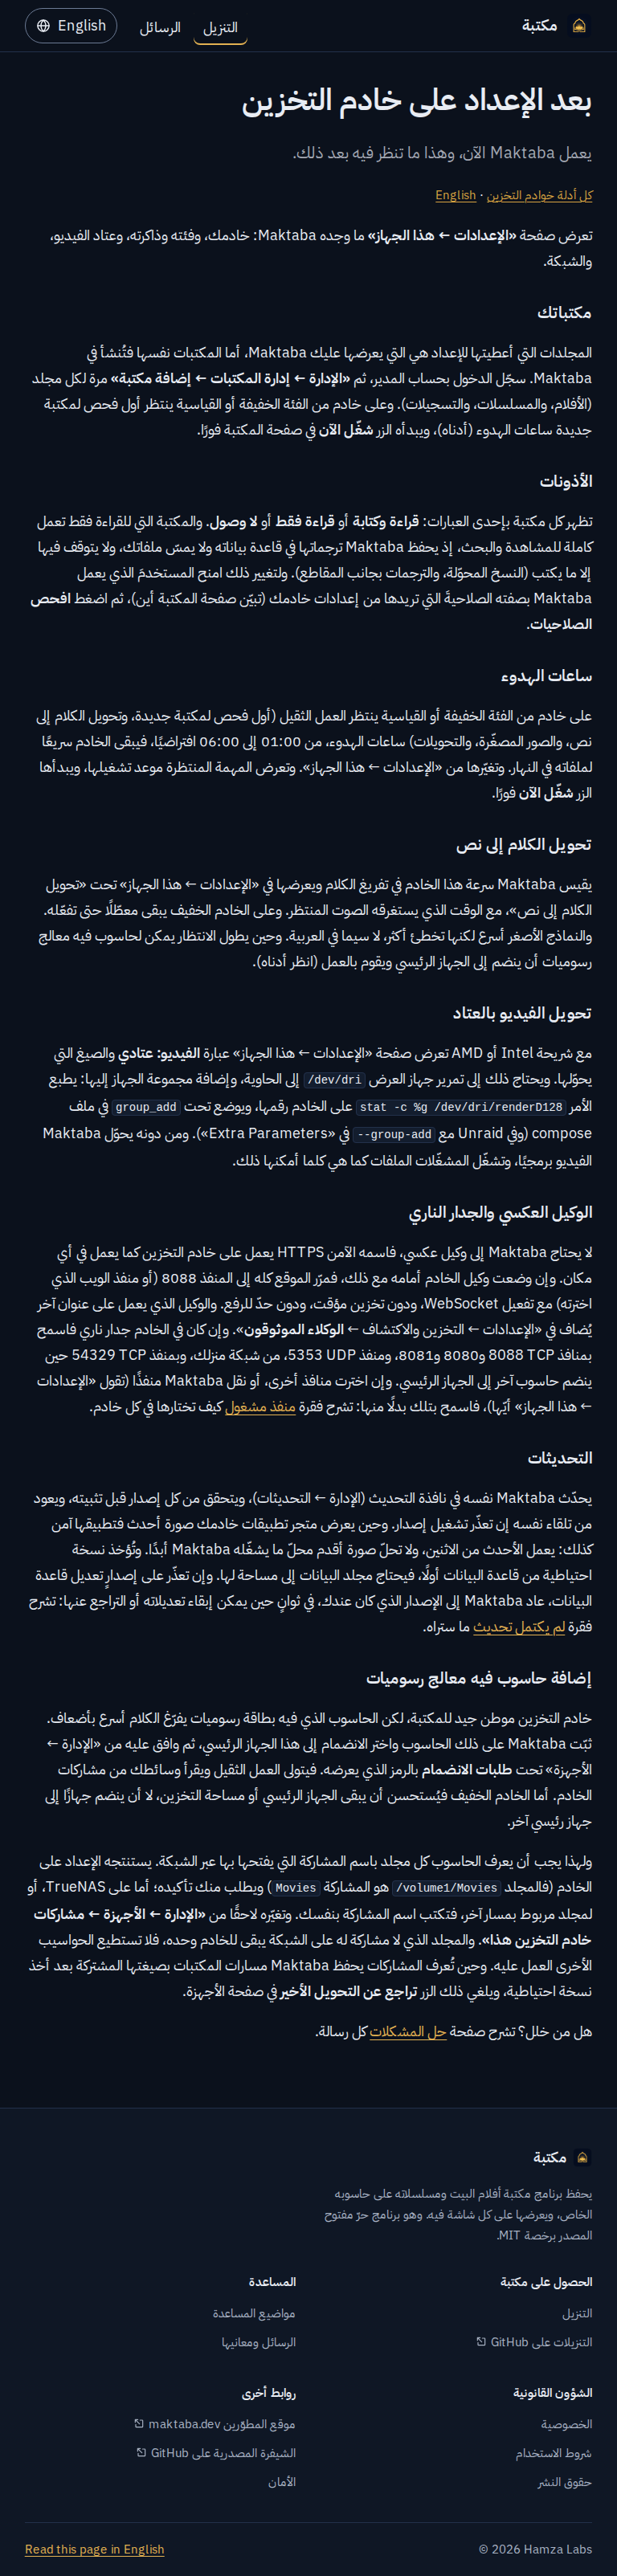 مكتبة
التنزيل
الرسائل
English
بعد الإعداد على خادم التخزين
يعمل Maktaba الآن، وهذا ما تنظر فيه بعد ذلك.
كل أدلة خوادم التخزين · English
تعرض صفحة «الإعدادات ← هذا الجهاز» ما وجده Maktaba: خادمك، وفئته وذاكرته، وعتاد الفيديو،
والشبكة.
مكتباتك
المجلدات التي أعطيتها للإعداد هي التي يعرضها عليك Maktaba، أما المكتبات نفسها فتُنشأ في
Maktaba. سجّل الدخول بحساب المدير، ثم «الإدارة ← إدارة المكتبات ← إضافة مكتبة» مرة لكل مجلد
(الأفلام، والمسلسلات، والتسجيلات). وعلى خادم من الفئة الخفيفة أو القياسية ينتظر أول فحص لمكتبة
جديدة ساعات الهدوء (أدناه)، ويبدأه الزر شغّل الآن في صفحة المكتبة فورًا.
الأذونات
تظهر كل مكتبة بإحدى العبارات: قراءة وكتابة أو قراءة فقط أو لا وصول. والمكتبة التي للقراءة فقط تعمل
كاملة للمشاهدة والبحث، إذ يحفظ Maktaba ترجماتها في قاعدة بياناته ولا يمسّ ملفاتك، ولا يتوقف فيها
إلا ما يكتب (النسخ المحوّلة، والترجمات بجانب المقاطع). ولتغيير ذلك امنح المستخدمَ الذي يعمل
Maktaba بصفته الصلاحيةَ التي تريدها من إعدادات خادمك (تبيّن صفحة المكتبة أين)، ثم اضغط افحص
الصلاحيات.
ساعات الهدوء
على خادم من الفئة الخفيفة أو القياسية ينتظر العمل الثقيل (أول فحص لمكتبة جديدة، وتحويل الكلام إلى
نص، والصور المصغّرة، والتحويلات) ساعات الهدوء، من 01:00 إلى 06:00 افتراضيًا، فيبقى الخادم سريعًا
لملفاته في النهار. وتغيّرها من «الإعدادات ← هذا الجهاز». وتعرض المهمة المنتظرة موعد تشغيلها، ويبدأها
الزر شغّل الآن فورًا.
تحويل الكلام إلى نص
يقيس Maktaba سرعة هذا الخادم في تفريغ الكلام ويعرضها في «الإعدادات ← هذا الجهاز» تحت «تحويل
الكلام إلى نص»، مع الوقت الذي يستغرقه الصوت المنتظر. وعلى الخادم الخفيف يبقى معطّلًا حتى تفعّله.
والنماذج الأصغر أسرع لكنها تخطئ أكثر، لا سيما في العربية. وحين يطول الانتظار يمكن لحاسوب فيه معالج
رسوميات أن ينضم إلى الجهاز الرئيسي ويقوم بالعمل (انظر أدناه).
تحويل الفيديو بالعتاد
مع شريحة Intel أو AMD تعرض صفحة «الإعدادات ← هذا الجهاز» عبارة الفيديو: عتادي والصيغ التي
يحوّلها. ويحتاج ذلك إلى تمرير جهاز العرض /dev/dri إلى الحاوية، وإضافة مجموعة الجهاز إليها: يطبع
الأمر stat -c %g /dev/dri/renderD128 على الخادم رقمها، ويوضع تحت group_add في ملف
compose (وفي Unraid مع --group-add في «Extra Parameters»). ومن دونه يحوّل Maktaba
الفيديو برمجيًا، وتشغّل المشغّلات الملفات كما هي كلما أمكنها ذلك.
الوكيل العكسي والجدار الناري
لا يحتاج Maktaba إلى وكيل عكسي، فاسمه الآمن HTTPS يعمل على خادم التخزين كما يعمل في أي
مكان. وإن وضعت وكيل الخادم أمامه مع ذلك، فمرّر الموقع كله إلى المنفذ 8088 (أو منفذ الويب الذي
اخترته) مع تفعيل WebSocket، ودون تخزين مؤقت، ودون حدّ للرفع. والوكيل الذي يعمل على عنوان آخر
يُضاف في «الإعدادات ← التخزين والاكتشاف ← الوكلاء الموثوقون». وإن كان في الخادم جدار ناري فاسمح
بمنافذ TCP 8088 و8080 و8081، ومنفذ UDP 5353، من شبكة منزلك، وبمنفذ TCP 54329 حين
ينضم حاسوب آخر إلى الجهاز الرئيسي. وإن اخترت منافذ أخرى، أو نقل Maktaba منفذًا (تقول «الإعدادات
← هذا الجهاز» أيّها)، فاسمح بتلك بدلًا منها: تشرح فقرة منفذ مشغول كيف تختارها في كل خادم.
التحديثات
يحدّث Maktaba نفسه في نافذة التحديث (الإدارة ← التحديثات)، ويتحقق من كل إصدار قبل تثبيته، ويعود
من تلقاء نفسه إن تعذّر تشغيل إصدار. وحين يعرض متجر تطبيقات خادمك صورة أحدث فتطبيقها آمن
كذلك: يعمل الأحدث من الاثنين، ولا تحلّ صورة أقدم محلّ ما يشغّله Maktaba أبدًا. وتُؤخذ نسخة
احتياطية من قاعدة البيانات أولًا، فيحتاج مجلد البيانات إلى مساحة لها. وإن تعذّر على إصدارٍ تعديل قاعدة
البيانات، عاد Maktaba إلى الإصدار الذي كان عندك، في ثوانٍ حين يمكن إبقاء تعديلاته أو التراجع عنها: تشرح
فقرة لم يكتمل تحديث ما ستراه.
إضافة حاسوب فيه معالج رسوميات
خادم التخزين موطن جيد للمكتبة، لكن الحاسوب الذي فيه بطاقة رسوميات يفرّغ الكلام أسرع بأضعاف.
ثبّت Maktaba على ذلك الحاسوب واختر الانضمام إلى هذا الجهاز الرئيسي، ثم وافق عليه من «الإدارة ←
الأجهزة» تحت طلبات الانضمام بالرمز الذي يعرضه. فيتولى العمل الثقيل ويقرأ وسائطك من مشاركات
الخادم. أما الخادم الخفيف فيُستحسن أن يبقى الجهاز الرئيسي أو مساحة التخزين، لا أن ينضم جهازًا إلى
جهاز رئيسي آخر.
ولهذا يجب أن يعرف الحاسوب كل مجلد باسم المشاركة التي يفتحها بها عبر الشبكة. يستنتجه الإعداد على
الخادم (فالمجلد /volume1/Movies هو المشاركة Movies) ويطلب منك تأكيده؛ أما على TrueNAS، أو
لمجلد مربوط بمسار آخر، فتكتب اسم المشاركة بنفسك. وتغيّره لاحقًا من «الإدارة ← الأجهزة ← مشاركات
خادم التخزين هذا». والمجلد الذي لا مشاركة له على الشبكة يبقى للخادم وحده، فلا تستطيع الحواسيب
الأخرى العمل عليه. وحين تُعرف المشاركات يحفظ Maktaba مسارات المكتبات بصيغتها المشتركة بعد أخذ
نسخة احتياطية، ويلغي ذلك الزر تراجع عن التحويل الأخير في صفحة الأجهزة.
هل من خلل؟ تشرح صفحة حل المشكلات كل رسالة.
مكتبة
يحفظ برنامج مكتبة أفلام البيت ومسلسلاته على حاسوبه
الخاص، ويعرضها على كل شاشة فيه. وهو برنامج حرّ مفتوح
المصدر برخصة MIT.
الحصول على مكتبة
التنزيل
التنزيلات على GitHub
المساعدة
مواضيع المساعدة
الرسائل ومعانيها
الشؤون القانونية
الخصوصية
شروط الاستخدام
حقوق النشر
روابط أخرى
موقع المطوّرين maktaba.dev
الشيفرة المصدرية على GitHub
الأمان
© 2026 Hamza Labs
Read this page in English